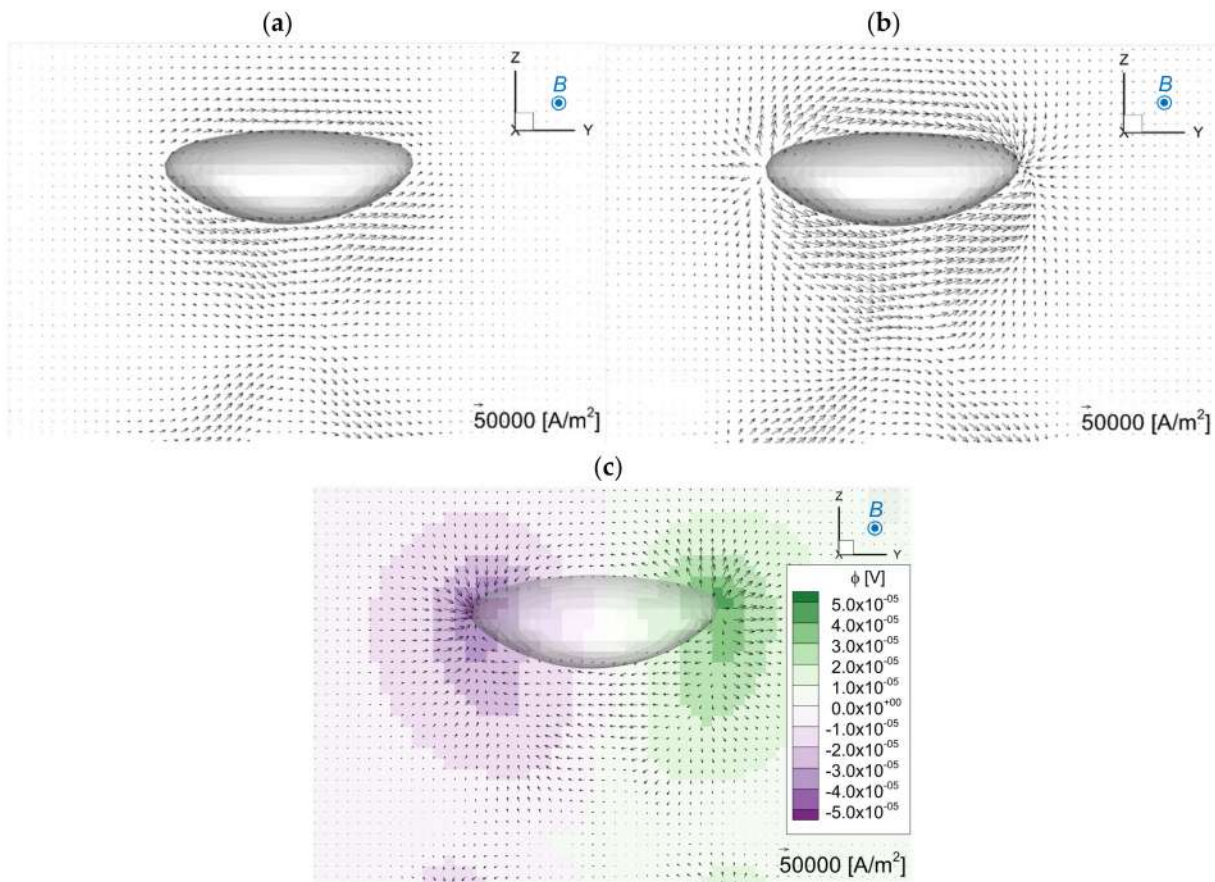 (a)
(b)
Z
B
X
Y
50000 [A/m²]
Z
B
X
Y
50000 [A/m²]
(c)
Z
B
X
Y
ϕ [V]
5.0x10⁻⁰⁵
4.0x10⁻⁰⁵
3.0x10⁻⁰⁵
2.0x10⁻⁰⁵
1.0x10⁻⁰⁵
0.0x10⁺⁰⁰
-1.0x10⁻⁰⁵
-2.0x10⁻⁰⁵
-3.0x10⁻⁰⁵
-4.0x10⁻⁰⁵
-5.0x10⁻⁰⁵
50000 [A/m²]